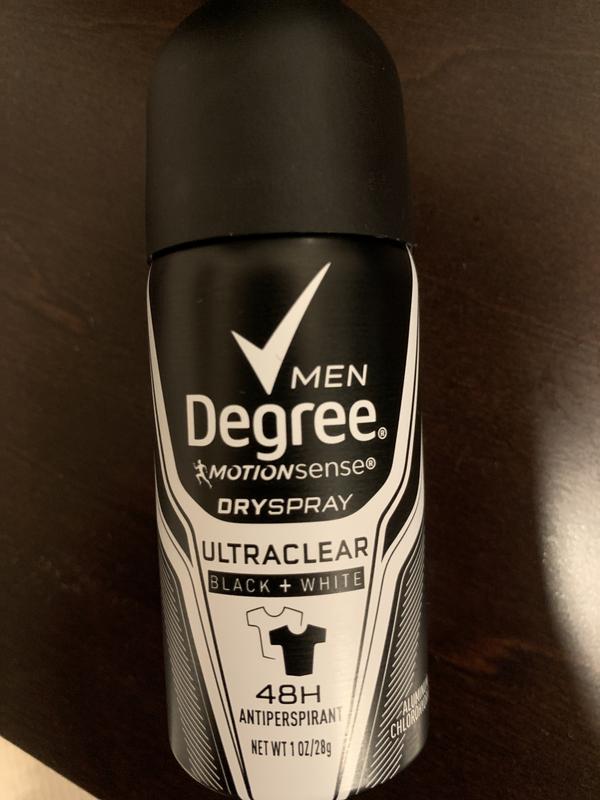 MEN
Degree®
MOTIONsense®
DRYSPRAY
ULTRACLEAR
BLACK + WHITE
48H
ANTIPERSPIRANT
NET WT 1 OZ/28g